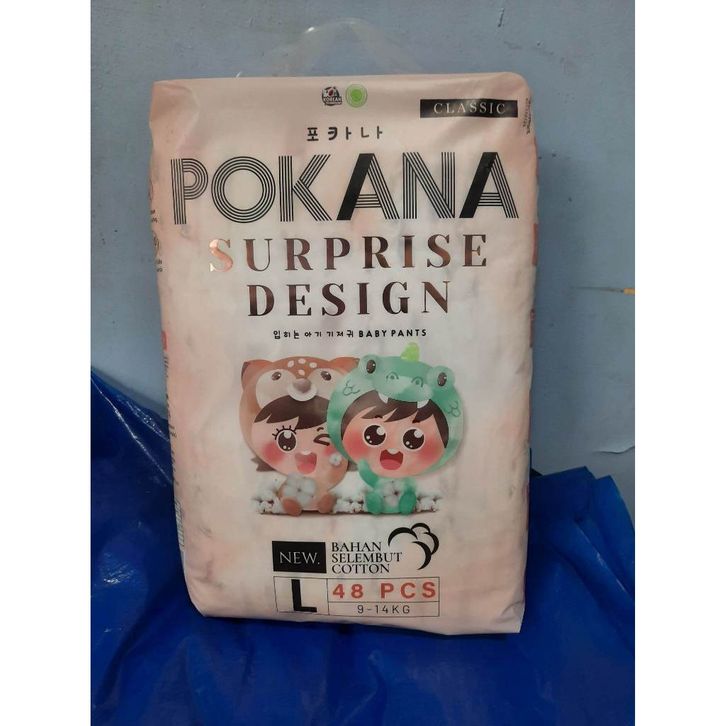 KOREAN
CLASSIC
포카나
POKANA
SURPRISE
DESIGN
입히는 아기 기저귀 BABY PANTS
NEW.
BAHAN
SELEMBUT
COTTON
L
48 PCS
9-14KG